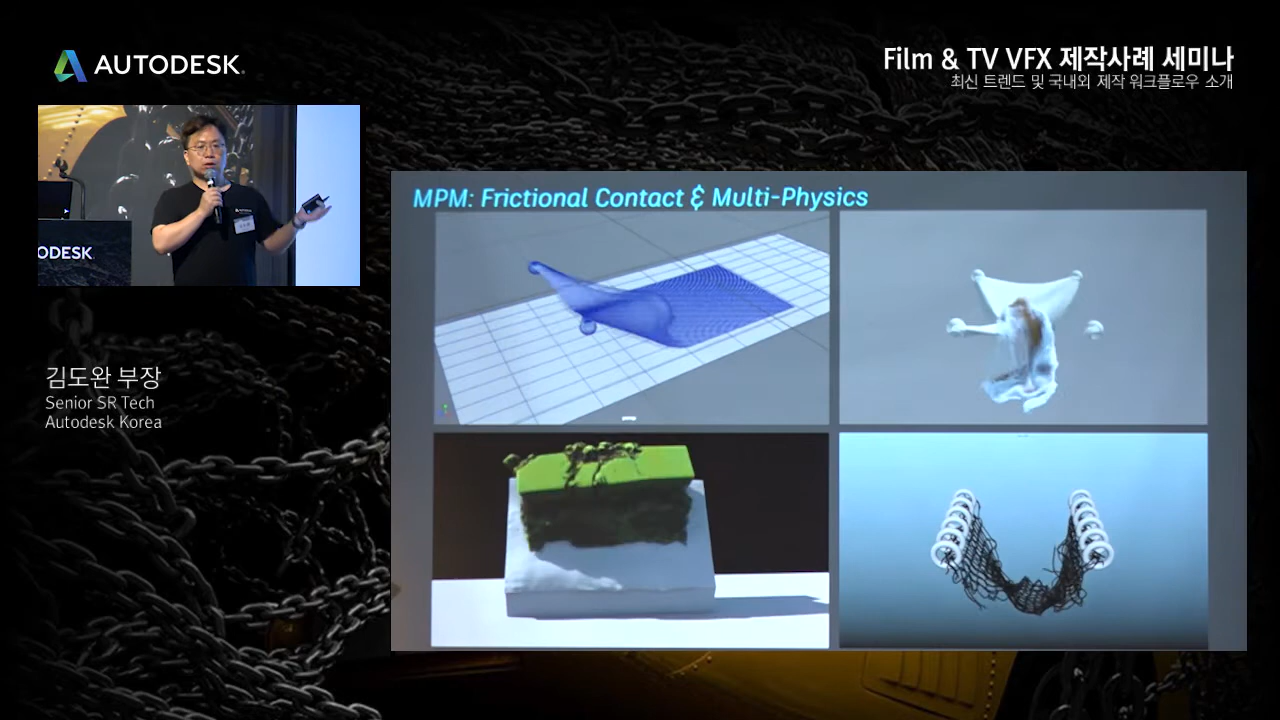 AUTODESK
Film & TV VFX 제작사례 세미나
최신 트렌드 및 국내외 제작 워크플로우 소개
ODESK
김도완 부장
Senior SR Tech
Autodesk Korea
MPM: Frictional Contact & Multi-Physics